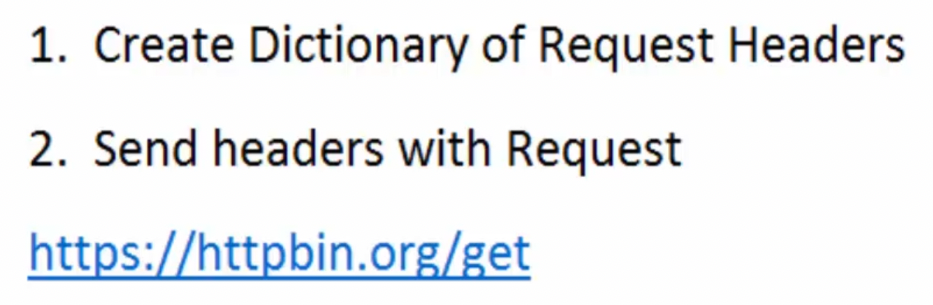 1. Create Dictionary of Request Headers
2. Send headers with Request
https://httpbin.org/get